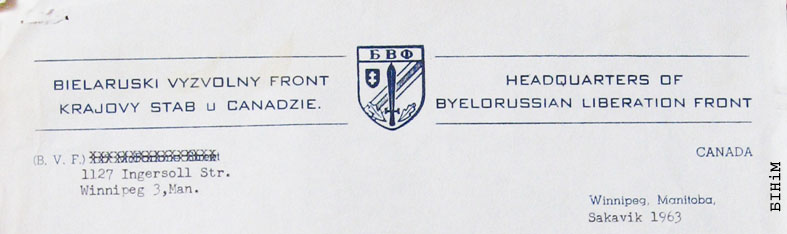 БВФ
BIELARUSKI VYZVOLNY FRONT
KRAJOVY STAB u CANADZIE.
HEADQUARTERS OF
BYELORUSSIAN LIBERATION FRONT
(B. V. F.)
1127 Ingersoll Str.
Winnipeg 3,Man.
CANADA
Winnipeg, Manitoba,
Sakavik 1963
БІНіМ